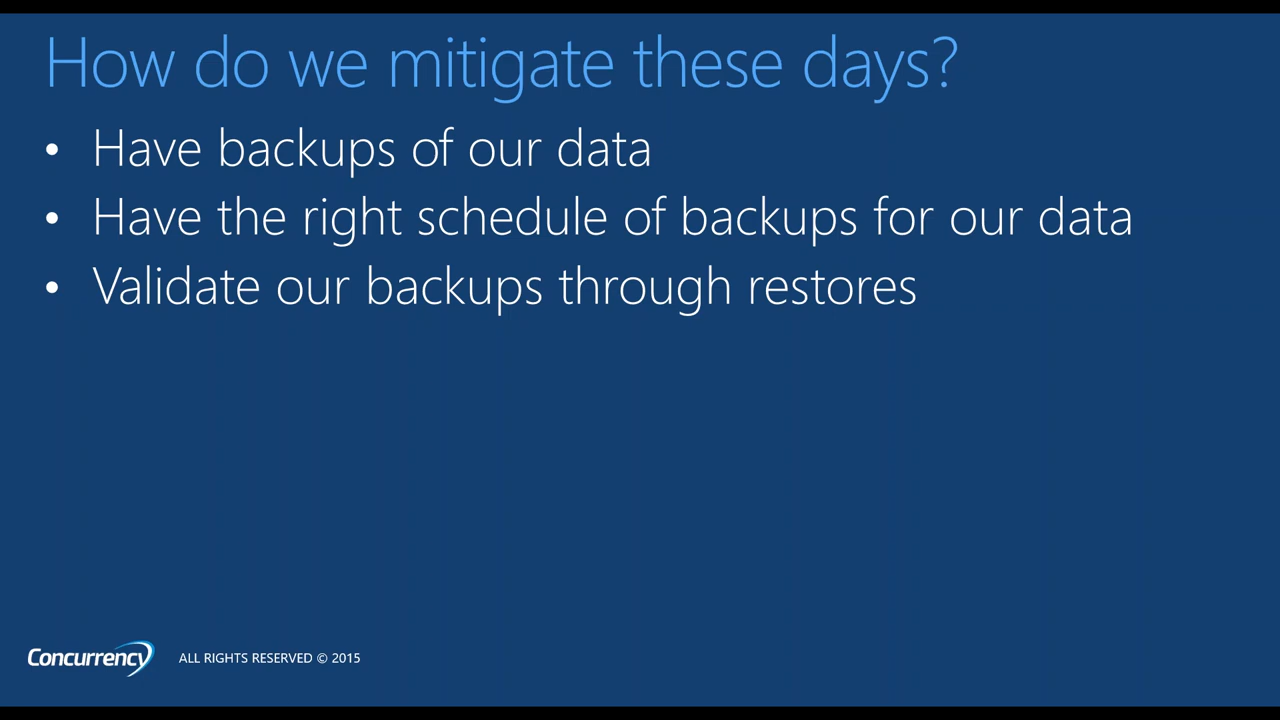 How do we mitigate these days?
• Have backups of our data
• Have the right schedule of backups for our data
• Validate our backups through restores
Concurrency ALL RIGHTS RESERVED © 2015